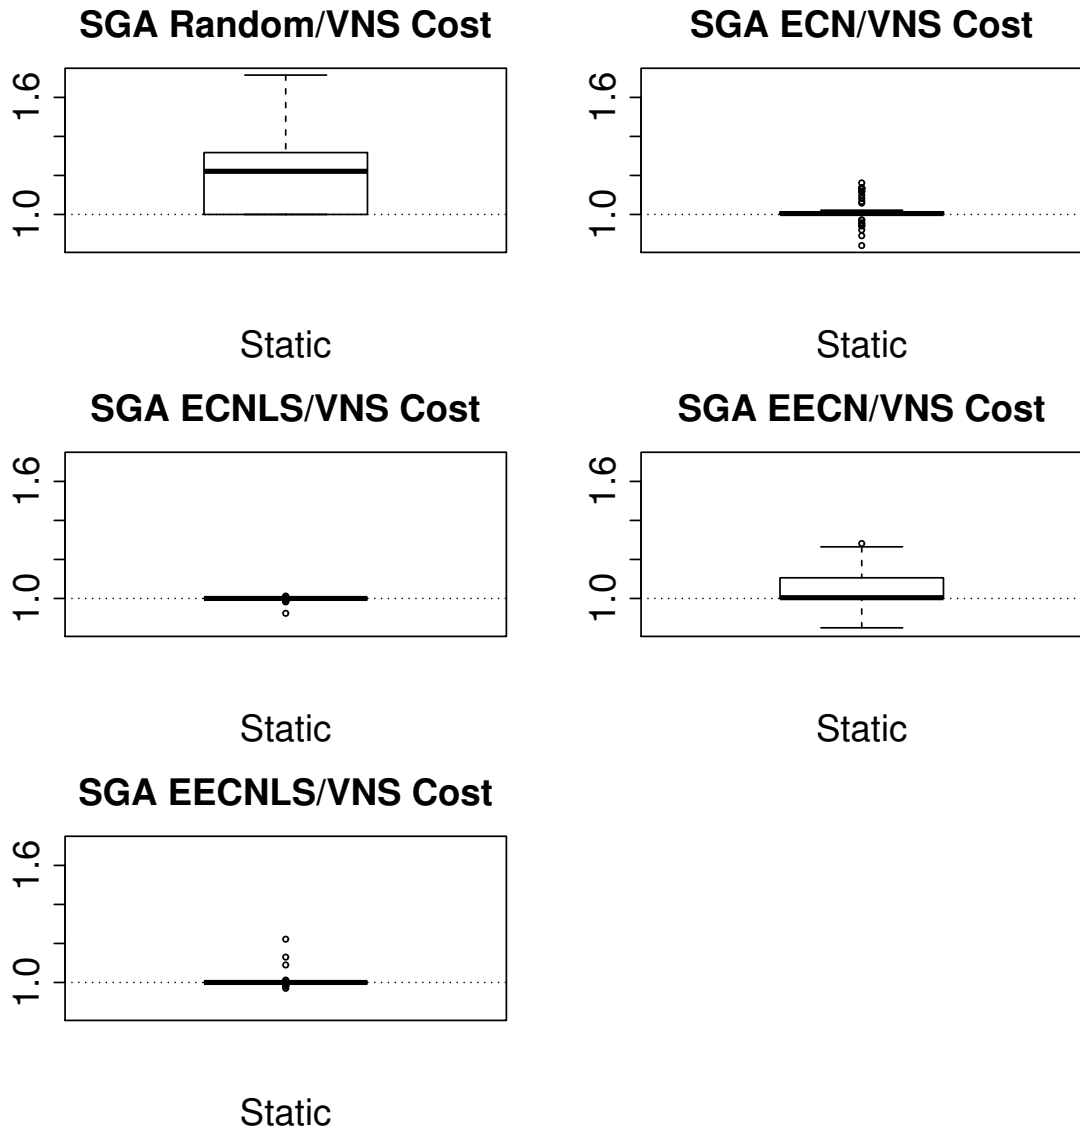 SGA Random/VNS Cost
1.6
1.0
Static
SGA ECN/VNS Cost
1.6
1.0
Static
SGA ECNLS/VNS Cost
1.6
1.0
Static
SGA EECN/VNS Cost
1.6
1.0
Static
SGA EECNLS/VNS Cost
1.6
1.0
Static